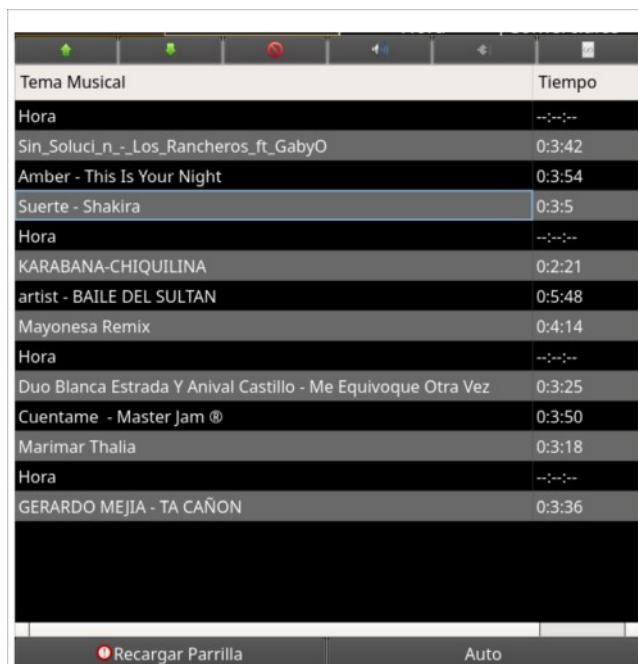 Tema Musical Tiempo
Hora --:--:--
Sin_Soluci_n_-_Los_Rancheros_ft_GabyO 0:3:42
Amber - This Is Your Night 0:3:54
Suerte - Shakira 0:3:5
Hora --:--:--
KARABANA-CHIQUILINA 0:2:21
artist - BAILE DEL SULTAN 0:5:48
Mayonesa Remix 0:4:14
Hora --:--:--
Duo Blanca Estrada Y Anival Castillo - Me Equivoque Otra Vez 0:3:25
Cuentame - Master Jam ® 0:3:50
Marimar Thalia 0:3:18
Hora --:--:--
GERARDO MEJIA - TA CAÑON 0:3:36
Recargar Parrilla Auto